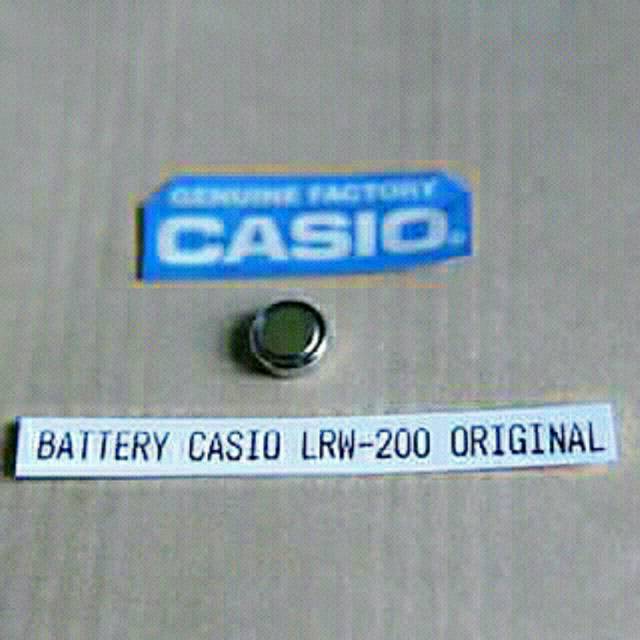 GENUINE FACTORY
CASIO
BATTERY CASIO LRW-200 ORIGINAL